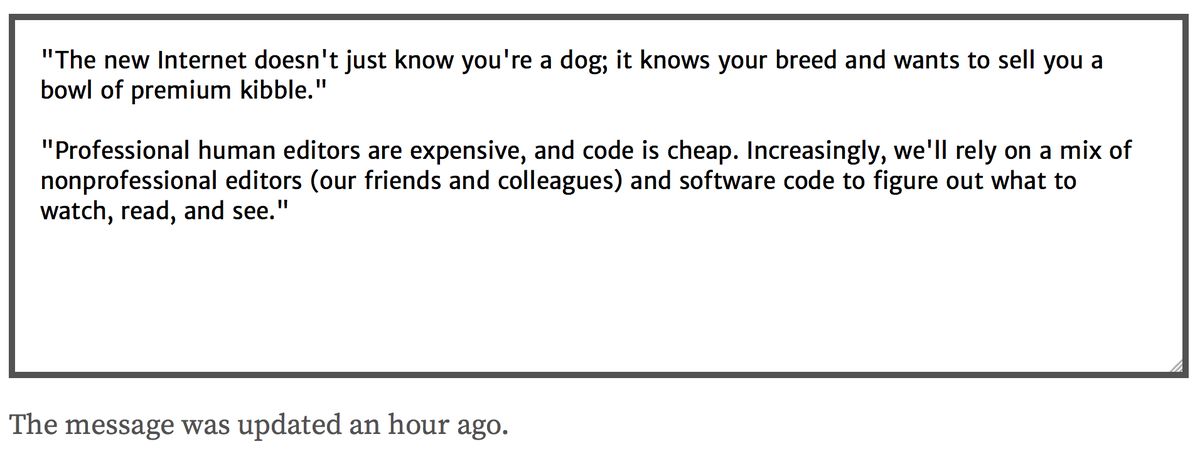 "The new Internet doesn't just know you're a dog; it knows your breed and wants to sell you a
bowl of premium kibble."
"Professional human editors are expensive, and code is cheap. Increasingly, we'll rely on a mix of
nonprofessional editors (our friends and colleagues) and software code to figure out what to
watch, read, and see."
The message was updated an hour ago.